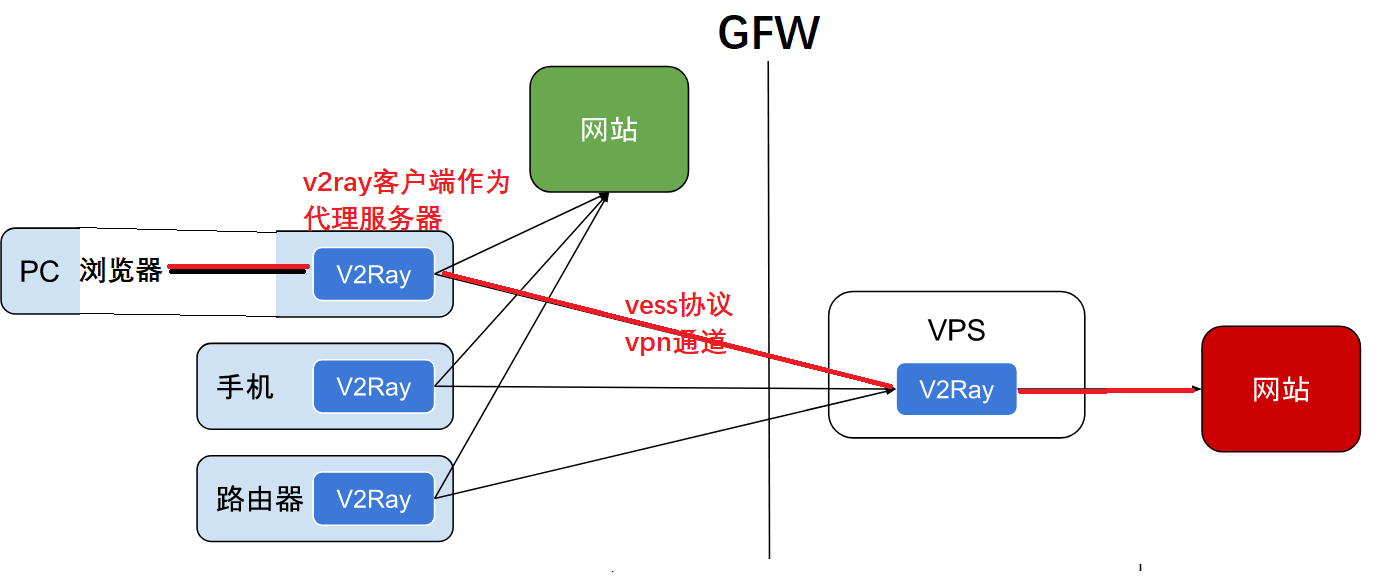 GFW
网站
v2ray客户端作为
代理服务器
PC 浏览器 V2Ray
vess协议
vpn通道
VPS
手机 V2Ray
V2Ray
网站
路由器 V2Ray